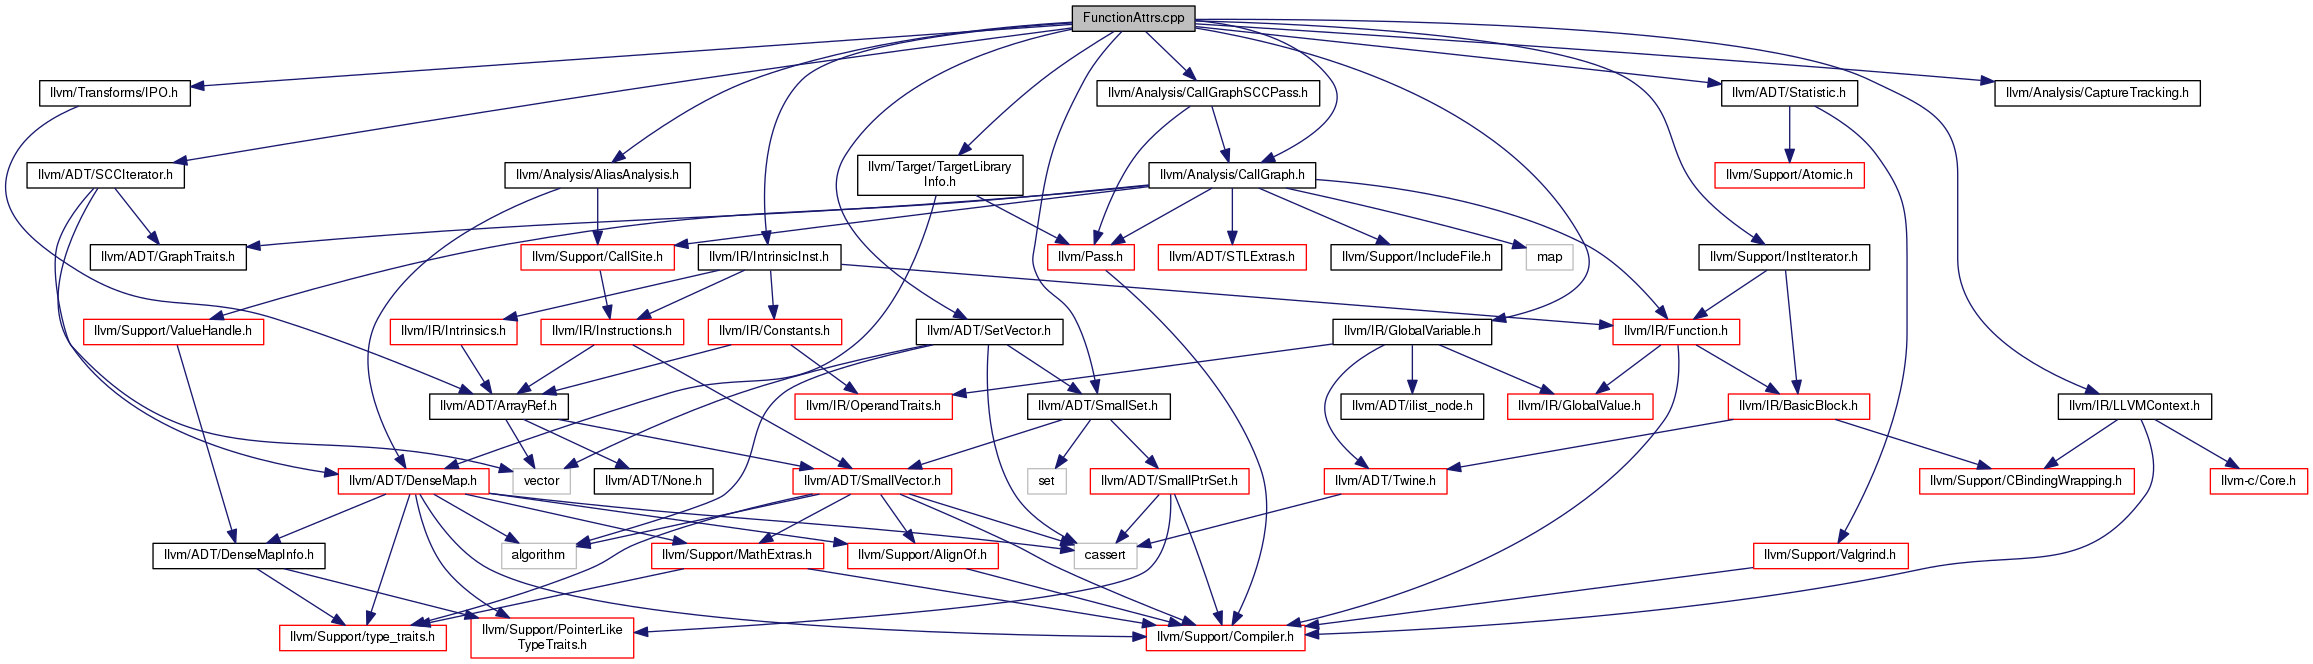 FunctionAttrs.cpp
llvm/Transforms/IPO.h
llvm/Analysis/CallGraphSCCPass.h
llvm/ADT/Statistic.h
llvm/Analysis/CaptureTracking.h
llvm/ADT/SCCIterator.h
llvm/Analysis/AliasAnalysis.h
llvm/Target/TargetLibrary
Info.h
llvm/Analysis/CallGraph.h
llvm/Support/Atomic.h
llvm/ADT/GraphTraits.h
llvm/Support/CallSite.h
llvm/IR/IntrinsicInst.h
llvm/Pass.h
llvm/ADT/STLExtras.h
llvm/Support/IncludeFile.h
map
llvm/Support/InstIterator.h
llvm/Support/ValueHandle.h
llvm/IR/Intrinsics.h
llvm/IR/Instructions.h
llvm/IR/Constants.h
llvm/ADT/SetVector.h
llvm/IR/GlobalVariable.h
llvm/IR/Function.h
llvm/ADT/ArrayRef.h
llvm/IR/OperandTraits.h
llvm/ADT/SmallSet.h
llvm/ADT/ilist_node.h
llvm/IR/GlobalValue.h
llvm/IR/BasicBlock.h
llvm/IR/LLVMContext.h
llvm/ADT/DenseMap.h
vector
llvm/ADT/None.h
llvm/ADT/SmallVector.h
set
llvm/ADT/SmallPtrSet.h
llvm/ADT/Twine.h
llvm/Support/CBindingWrapping.h
llvm-c/Core.h
llvm/ADT/DenseMapInfo.h
algorithm
llvm/Support/MathExtras.h
llvm/Support/AlignOf.h
cassert
llvm/Support/Valgrind.h
llvm/Support/type_traits.h
llvm/Support/PointerLike
TypeTraits.h
llvm/Support/Compiler.h